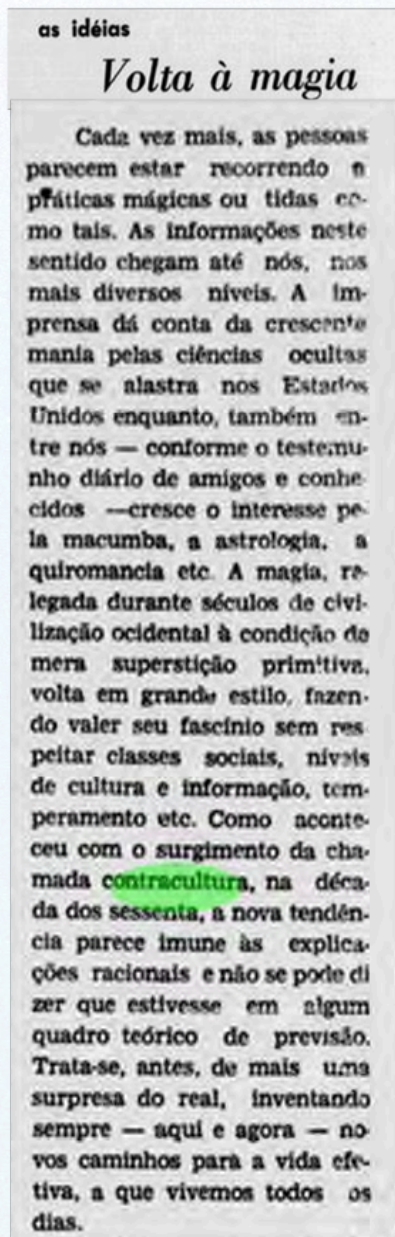 as idéias
Volta à magia
Cada vez mais, as pessoas
parecem estar recorrendo a
práticas mágicas ou tidas co-
mo tais. As informações neste
sentido chegam até nós, nos
mais diversos níveis. A im-
prensa dá conta da crescente
mania pelas ciências ocultas
que se alastra nos Estados
Unidos enquanto, também en-
tre nós — conforme o testemu-
nho diário de amigos e conhe
cidos —cresce o interesse pe-
la macumba, a astrologia, a
quiromancia etc. A magia, re-
legada durante séculos de civi-
lização ocidental à condição de
mera superstição primitiva,
volta em grande estilo, fazen-
do valer seu fascínio sem res
peitar classes sociais, níveis
de cultura e informação, tem-
peramento etc. Como aconte-
ceu com o surgimento da cha-
mada contracultura, na déca-
da dos sessenta, a nova tendên-
cia parece imune às explica-
ções racionais e não se pode di
zer que estivesse em algum
quadro teórico de previsão.
Trata-se, antes, de mais uma
surpresa do real, inventando
sempre — aqui e agora — no
vos caminhos para a vida efe-
tiva, a que vivemos todos os
dias.